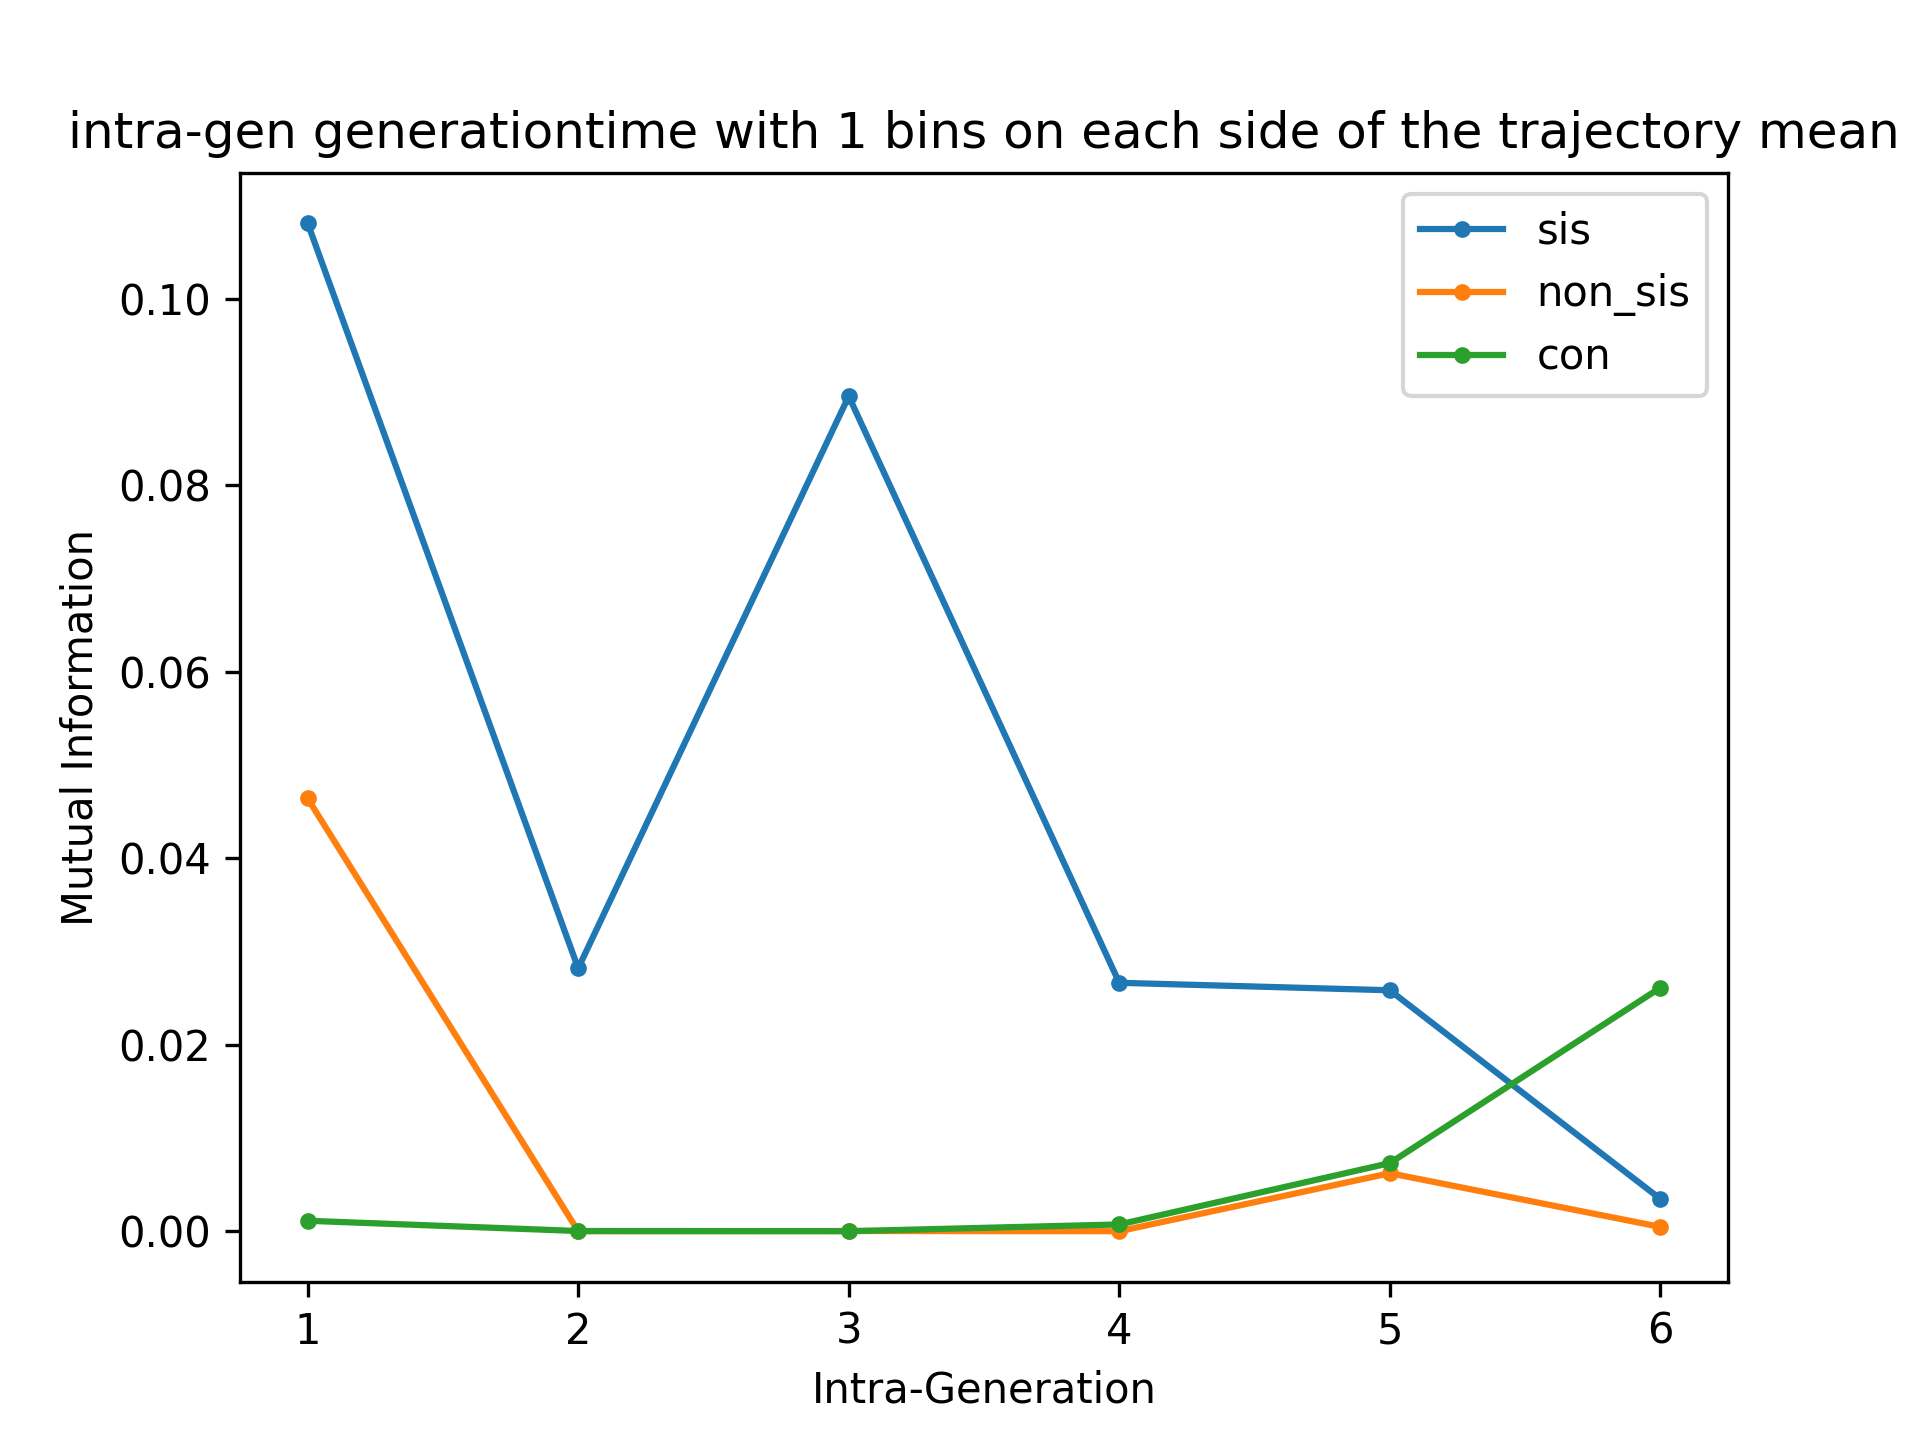 intra-gen generationtime with 1 bins on each side of the trajectory mean
sis
non_sis
con
0.10
0.08
0.06
0.04
0.02
0.00
Mutual Information
1 2 3 4 5 6
Intra-Generation